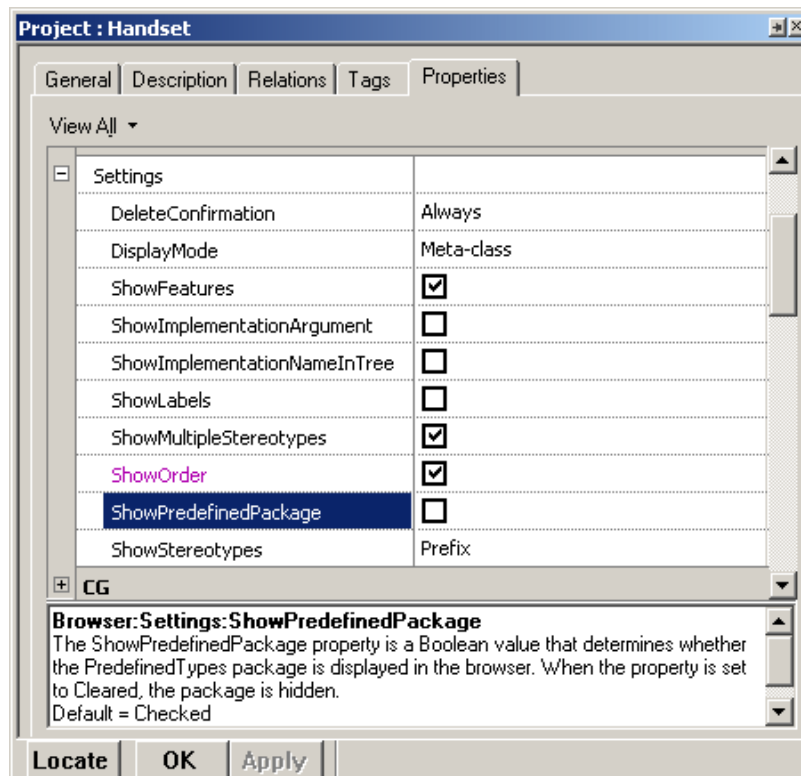 Project : Handset
General Description Relations Tags Properties
View All
Settings
DeleteConfirmation Always
DisplayMode Meta-class
ShowFeatures
ShowImplementationArgument
ShowImplementationNameInTree
ShowLabels
ShowMultipleStereotypes
ShowOrder
ShowPredefinedPackage
ShowStereotypes Prefix
CG
Browser:Settings:ShowPredefinedPackage
The ShowPredefinedPackage property is a Boolean value that determines whether
the PredefinedTypes package is displayed in the browser. When the property is set
to Cleared, the package is hidden.
Default = Checked
Locate OK Apply